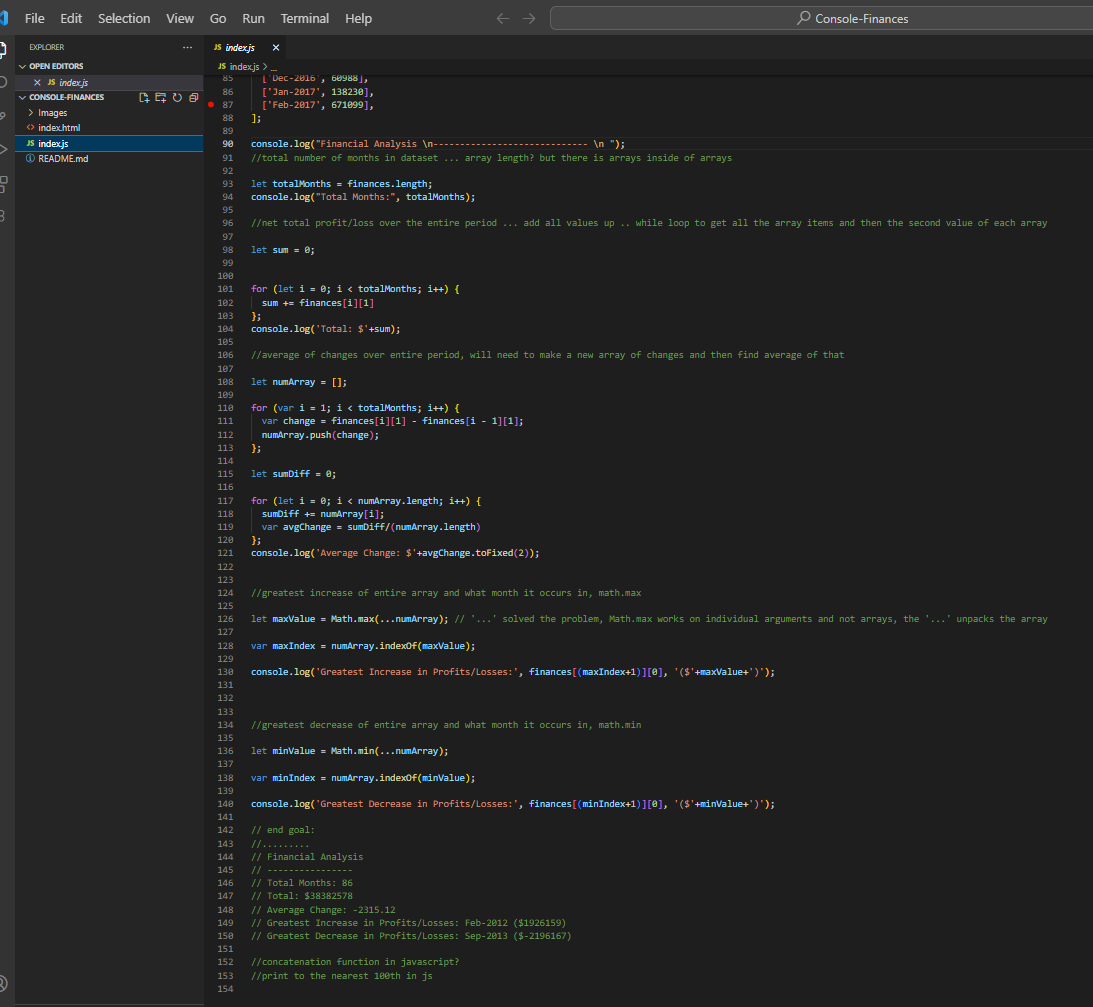 File Edit Selection View Go Run Terminal Help
Console-Finances
EXPLORER ...
OPEN EDITORS
JS index.js
CONSOLE-FINANCES
Images
<> index.html
JS index.js
README.md
JS index.js
JS index.js > ...
85 ['Dec-2016', 60988],
86 ['Jan-2017', 138230],
87 ['Feb-2017', 671099],
88 ];
89
90 console.log("Financial Analysis \n----------------------------- \n ");
91 //total number of months in dataset ... array length? but there is arrays inside of arrays
92
93 let totalMonths = finances.length;
94 console.log("Total Months:", totalMonths);
95
96 //net total profit/loss over the entire period ... add all values up .. while loop to get all the array items and then the second value of each array
97
98 let sum = 0;
99
100
101 for (let i = 0; i < totalMonths; i++) {
102 sum += finances[i][1]
103 };
104 console.log('Total: $'+sum);
105
106 //average of changes over entire period, will need to make a new array of changes and then find average of that
107
108 let numArray = [];
109
110 for (var i = 1; i < totalMonths; i++) {
111 var change = finances[i][1] - finances[i - 1][1];
112 numArray.push(change);
113 };
114
115 let sumDiff = 0;
116
117 for (let i = 0; i < numArray.length; i++) {
118 sumDiff += numArray[i];
119 var avgChange = sumDiff/(numArray.length)
120 };
121 console.log('Average Change: $'+avgChange.toFixed(2));
122
123
124 //greatest increase of entire array and what month it occurs in, math.max
125
126 let maxValue = Math.max(...numArray); // '...' solved the problem, Math.max works on individual arguments and not arrays, the '...' unpacks the array
127
128 var maxIndex = numArray.indexOf(maxValue);
129
130 console.log('Greatest Increase in Profits/Losses:', finances[(maxIndex+1)][0], '($'+maxValue+')');
131
132
133
134 //greatest decrease of entire array and what month it occurs in, math.min
135
136 let minValue = Math.min(...numArray);
137
138 var minIndex = numArray.indexOf(minValue);
139
140 console.log('Greatest Decrease in Profits/Losses:', finances[(minIndex+1)][0], '($'+minValue+')');
141
142 // end goal:
143 //.........
144 // Financial Analysis
145 // ----------------
146 // Total Months: 86
147 // Total: $38382578
148 // Average Change: -2315.12
149 // Greatest Increase in Profits/Losses: Feb-2012 ($1926159)
150 // Greatest Decrease in Profits/Losses: Sep-2013 ($-2196167)
151
152 //concatenation function in javascript?
153 //print to the nearest 100th in js
154